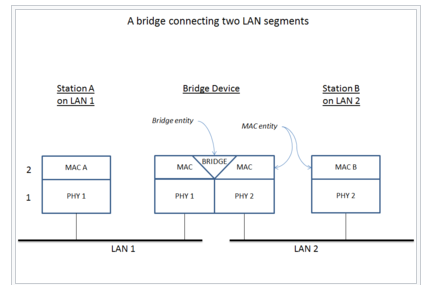 A bridge connecting two LAN segments
Station A
on LAN 1
Bridge Device
Station B
on LAN 2
Bridge entity
MAC entity
2
MAC A
MAC
BRIDGE
MAC
MAC B
1
PHY 1
PHY 1
PHY 2
PHY 2
LAN 1
LAN 2